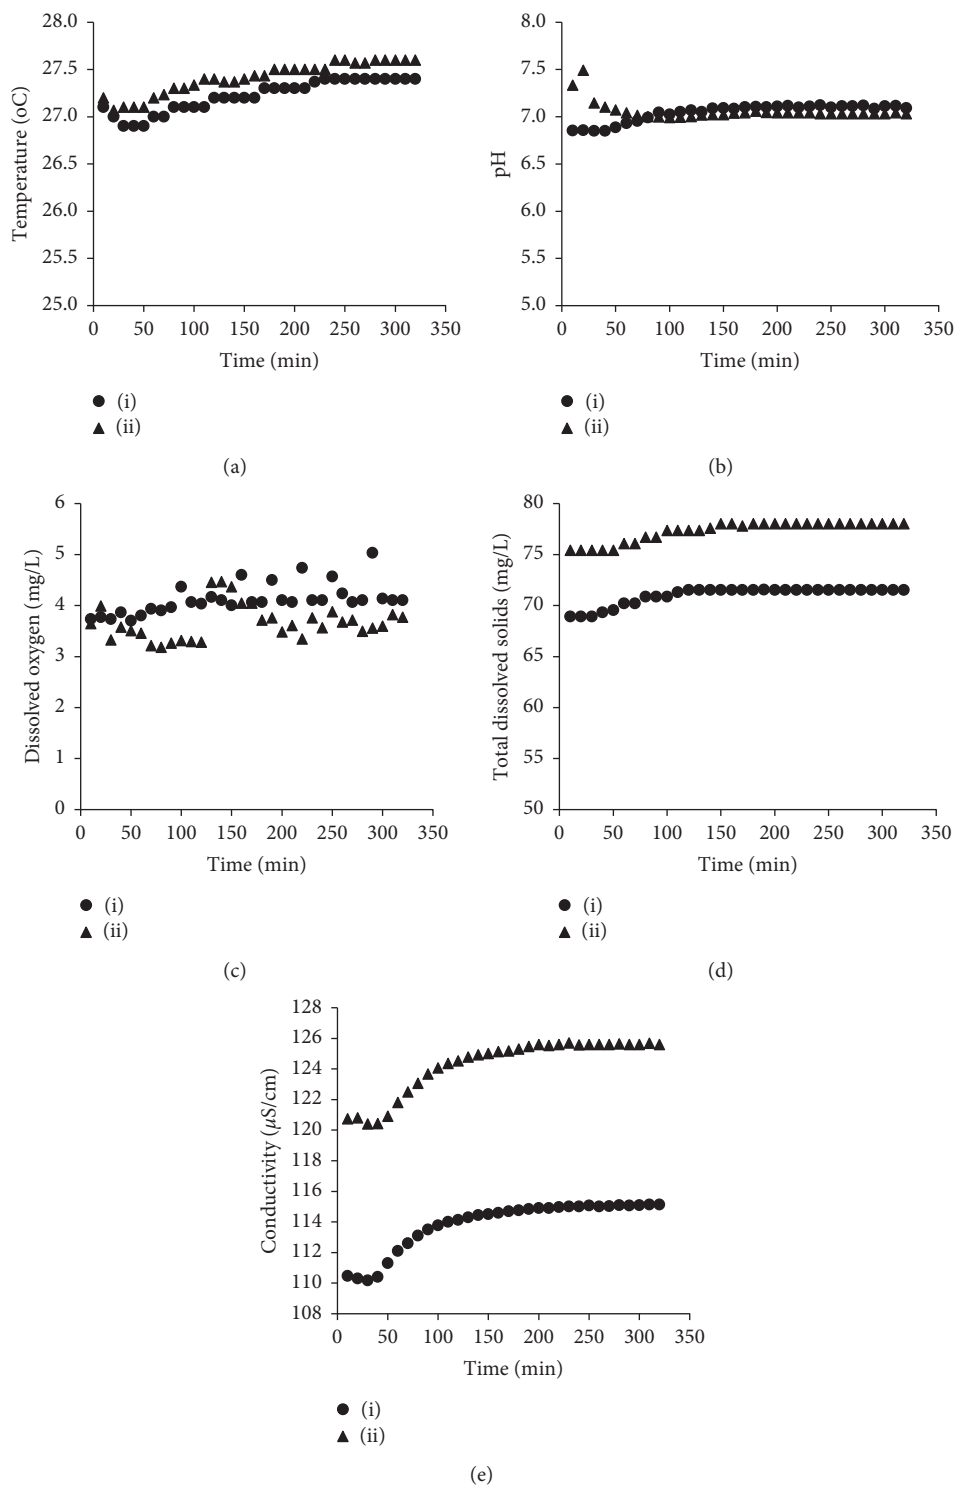 28.0
27.5
27.0
26.5
26.0
25.5
25.0
Temperature (oC)
0 50 100 150 200 250 300 350
Time (min)
(i)
(ii)
(a)
8.0
7.5
7.0
6.5
6.0
5.5
5.0
pH
0 50 100 150 200 250 300 350
Time (min)
(i)
(ii)
(b)
6
5
4
3
2
1
0
Dissolved oxygen (mg/L)
0 50 100 150 200 250 300 350
Time (min)
(i)
(ii)
(c)
80
75
70
65
60
55
50
Total dissolved solids (mg/L)
0 50 100 150 200 250 300 350
Time (min)
(i)
(ii)
(d)
128
126
124
122
120
118
116
114
112
110
108
Conductivity (μS/cm)
0 50 100 150 200 250 300 350
Time (min)
(i)
(ii)
(e)